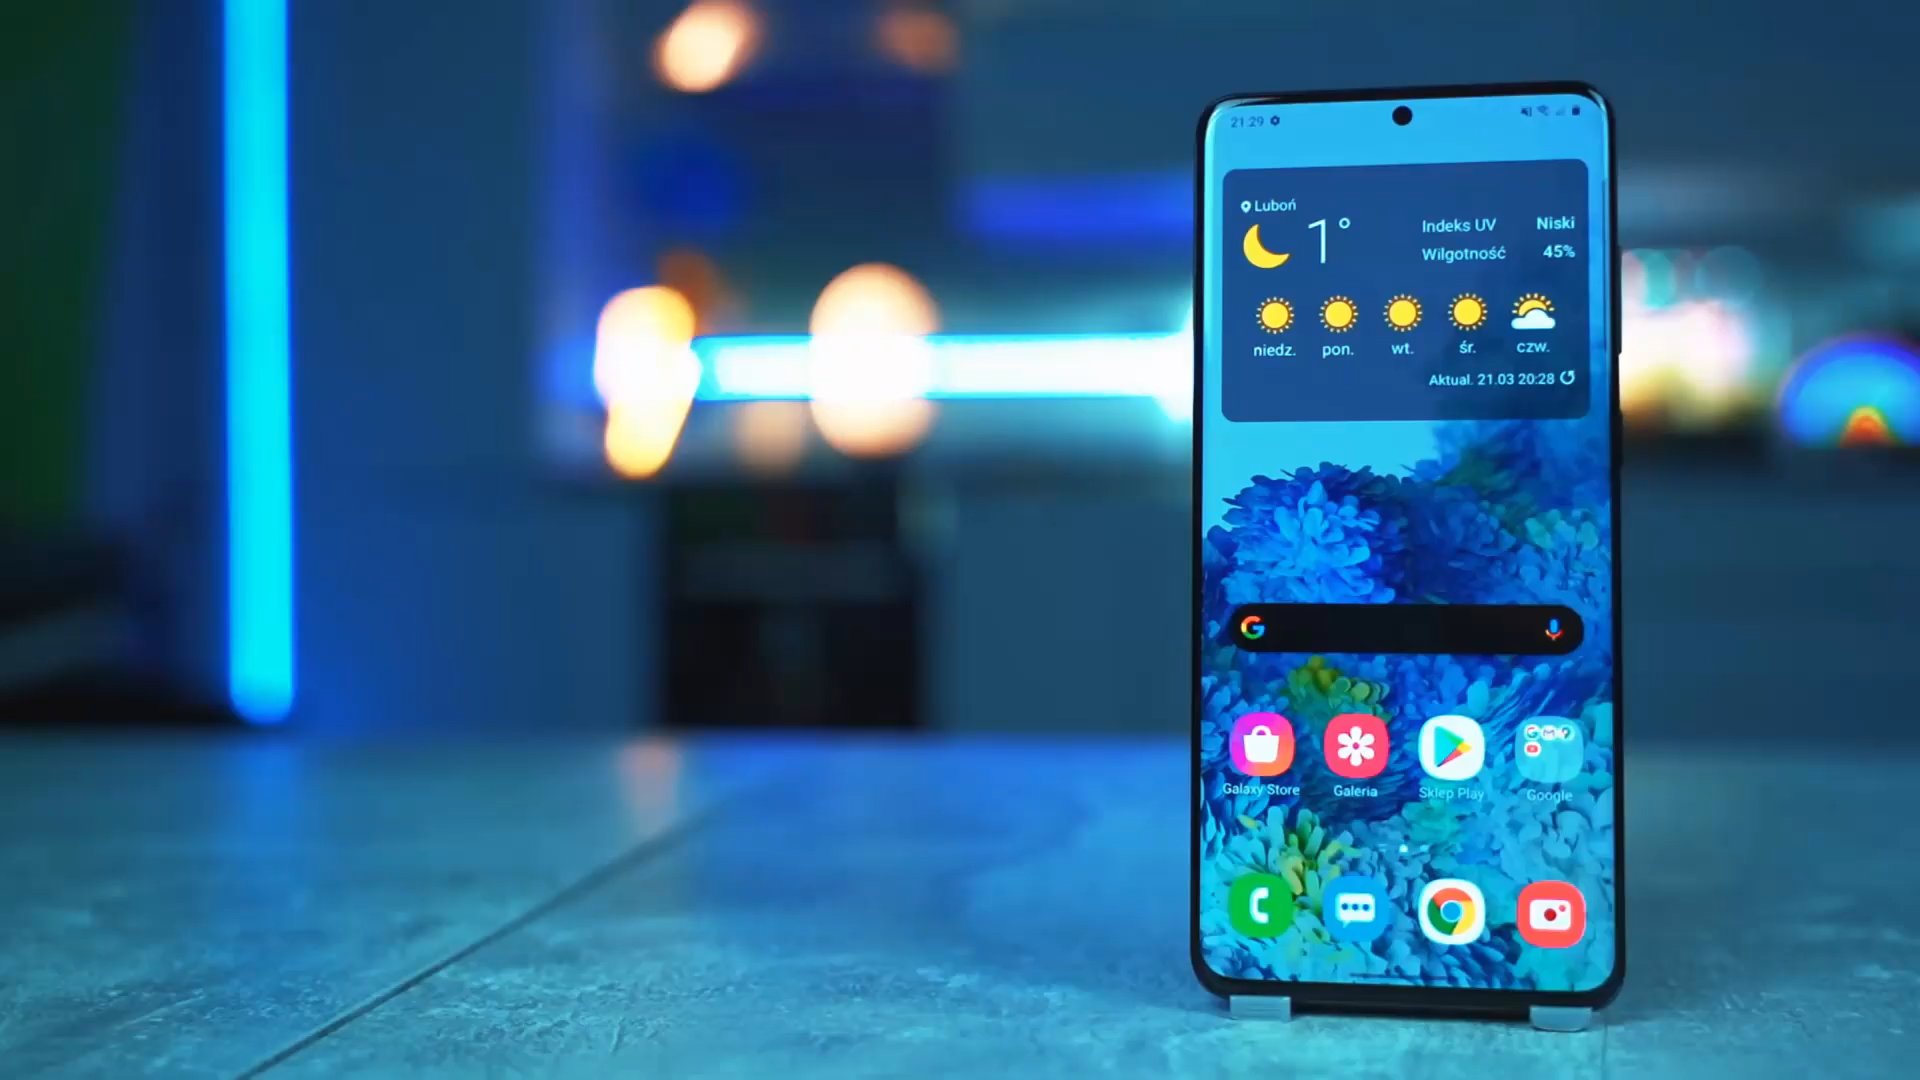 21:29
Luboń
1°
Indeks UV Niski
Wilgotność 45%
niedz. pon. wt. śr. czw.
Aktual. 21.03 20:28
Galaxy Store Galeria Sklep Play Google